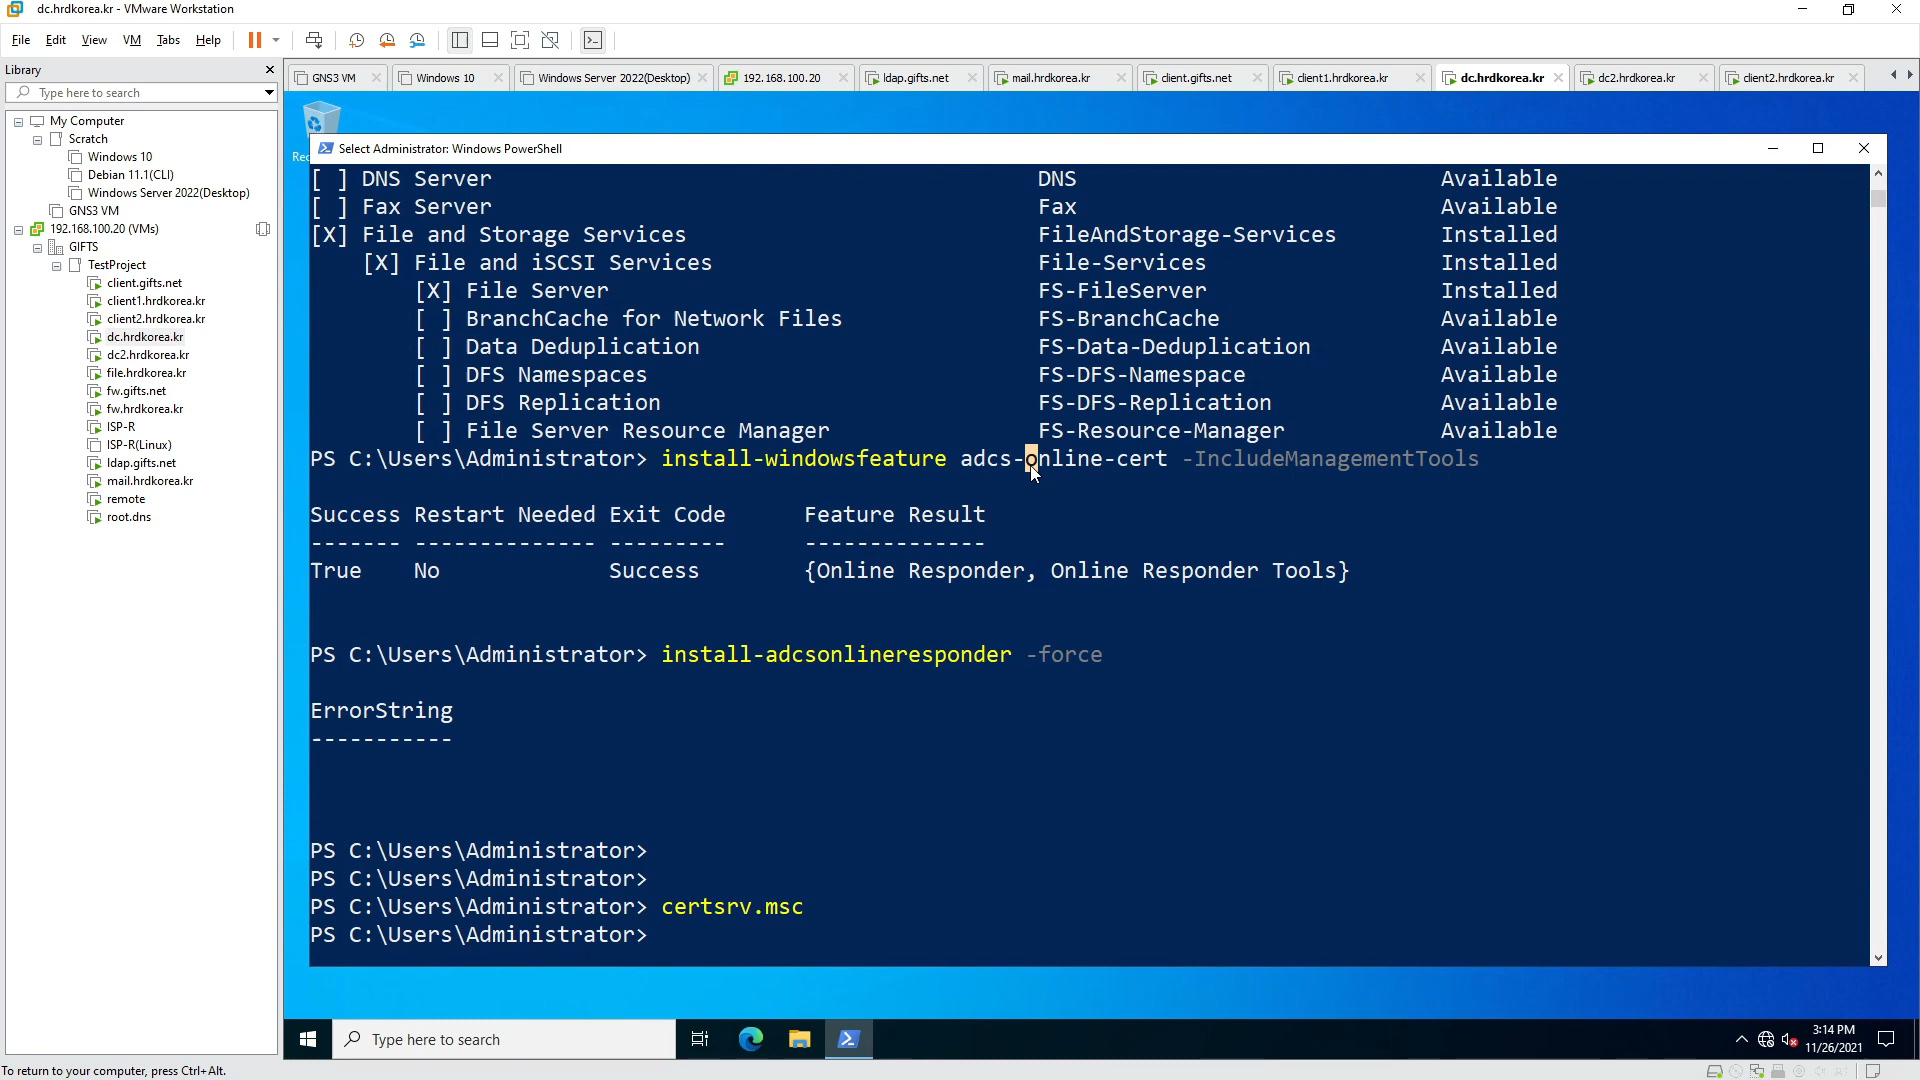 dc.hrdkorea.kr - VMware Workstation
File Edit View VM Tabs Help
Library
Type here to search
My Computer
Scratch
Windows 10
Debian 11.1(CLI)
Windows Server 2022(Desktop)
GNS3 VM
192.168.100.20 (VMs)
GIFTS
TestProject
client.gifts.net
client1.hrdkorea.kr
client2.hrdkorea.kr
dc.hrdkorea.kr
dc2.hrdkorea.kr
file.hrdkorea.kr
fw.gifts.net
fw.hrdkorea.kr
ISP-R
ISP-R(Linux)
ldap.gifts.net
mail.hrdkorea.kr
remote
root.dns
GNS3 VM Windows 10 Windows Server 2022(Desktop) 192.168.100.20 ldap.gifts.net mail.hrdkorea.kr client.gifts.net client1.hrdkorea.kr dc.hrdkorea.kr dc2.hrdkorea.kr client2.hrdkorea.kr
Select Administrator: Windows PowerShell
[ ] DNS Server DNS Available
[ ] Fax Server Fax Available
[X] File and Storage Services FileAndStorage-Services Installed
[X] File and iSCSI Services File-Services Installed
[X] File Server FS-FileServer Installed
[ ] BranchCache for Network Files FS-BranchCache Available
[ ] Data Deduplication FS-Data-Deduplication Available
[ ] DFS Namespaces FS-DFS-Namespace Available
[ ] DFS Replication FS-DFS-Replication Available
[ ] File Server Resource Manager FS-Resource-Manager Available
PS C:\Users\Administrator> install-windowsfeature adcs-online-cert -IncludeManagementTools
Success Restart Needed Exit Code Feature Result
------- -------------- --------- --------------
True No Success {Online Responder, Online Responder Tools}
PS C:\Users\Administrator> install-adcsonlineresponder -force
ErrorString
-----------
PS C:\Users\Administrator>
PS C:\Users\Administrator>
PS C:\Users\Administrator> certsrv.msc
PS C:\Users\Administrator>
Type here to search
3:14 PM
11/26/2021
To return to your computer, press Ctrl+Alt.